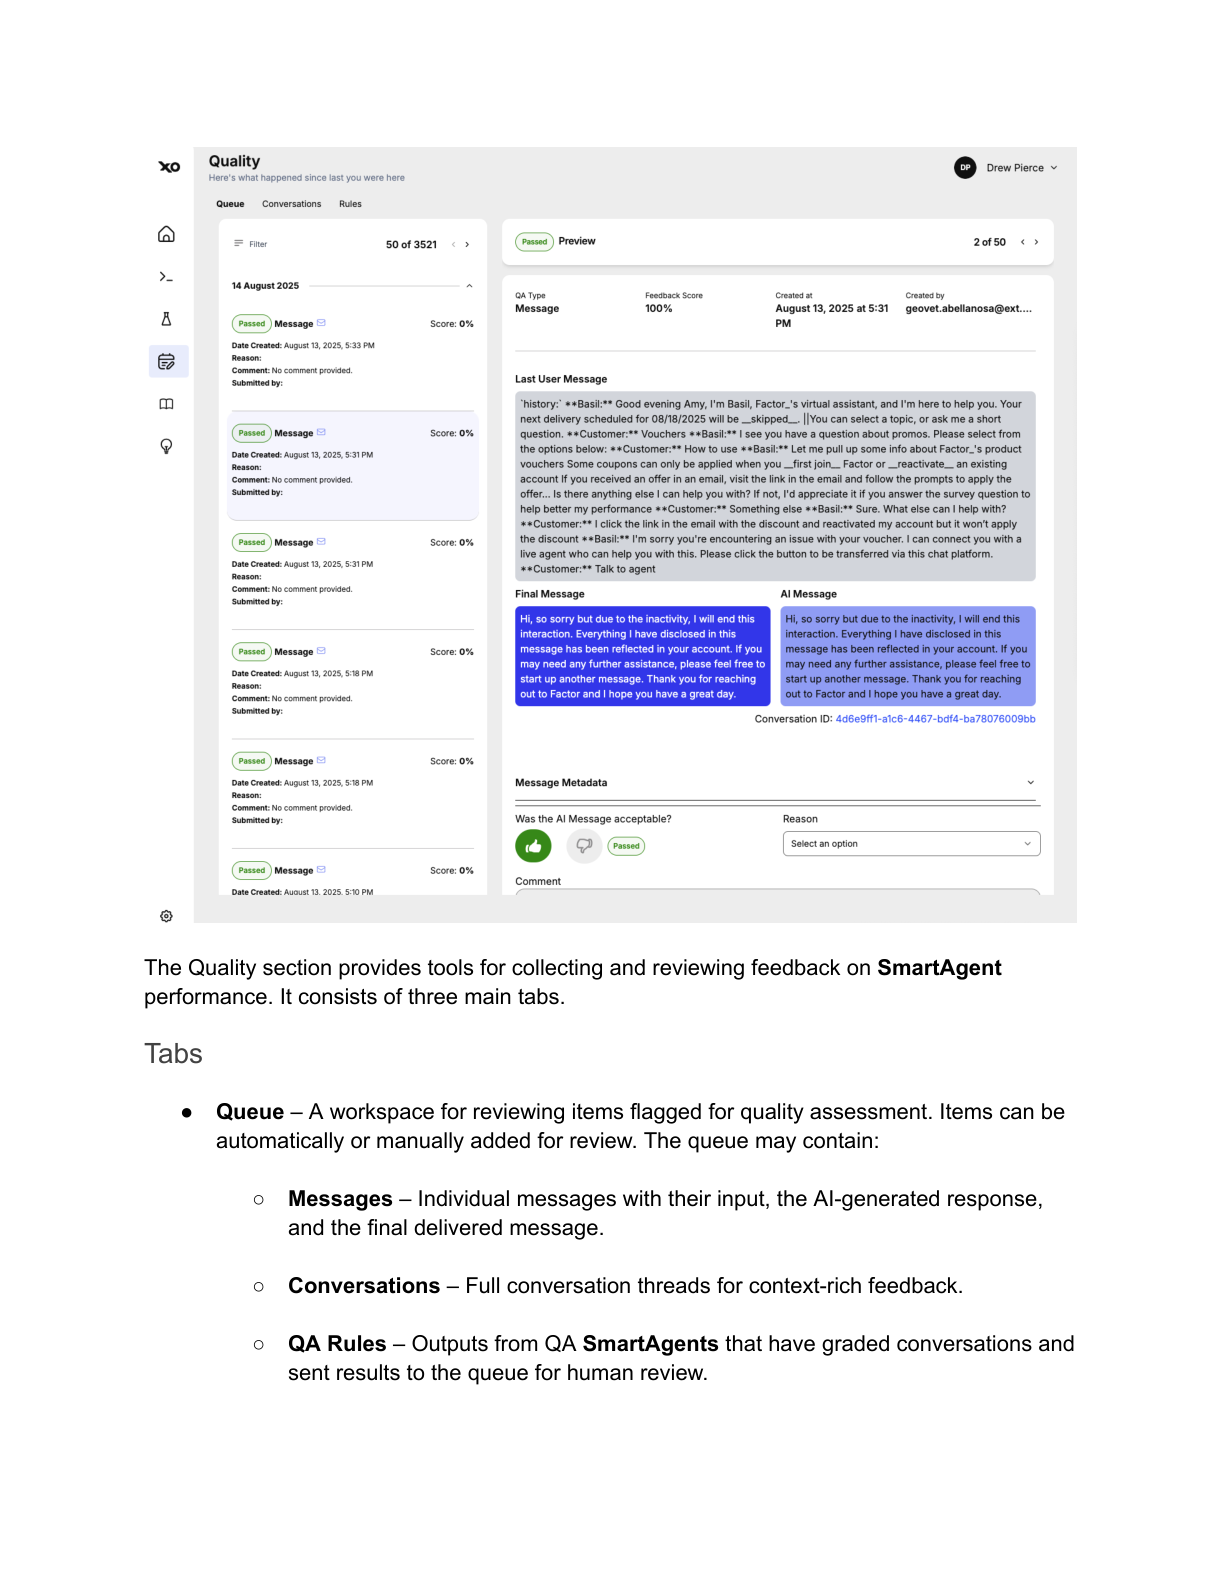 xo
Quality
Here's what happened since last you were here
DP
Drew Pierce
Queue
Conversations
Rules
Filter
50 of 3521
14 August 2025
Passed Message Score: 0%
Date Created: August 13, 2025, 5:33 PM
Reason:
Comment: No comment provided.
Submitted by:
Passed Message Score: 0%
Date Created: August 13, 2025, 5:31 PM
Reason:
Comment: No comment provided.
Submitted by:
Passed Message Score: 0%
Date Created: August 13, 2025, 5:31 PM
Reason:
Comment: No comment provided.
Submitted by:
Passed Message Score: 0%
Date Created: August 13, 2025, 5:18 PM
Reason:
Comment: No comment provided.
Submitted by:
Passed Message Score: 0%
Date Created: August 13, 2025, 5:18 PM
Reason:
Comment: No comment provided.
Submitted by:
Passed Message Score: 0%
Date Created: August 13, 2025, 5:10 PM
Passed Preview
2 of 50
QA Type
Message
Feedback Score
100%
Created at
August 13, 2025 at 5:31
PM
Created by
geovet.abellanosa@ext....
Last User Message
`history:` **Basil:** Good evening Amy, I'm Basil, Factor_'s virtual assistant, and I'm here to help you. Your
next delivery scheduled for 08/18/2025 will be __skipped__. ||You can select a topic, or ask me a short
question. **Customer:** Vouchers **Basil:** I see you have a question about promos. Please select from
the options below: **Customer:** How to use **Basil:** Let me pull up some info about Factor_'s product
vouchers Some coupons can only be applied when you __first join__ Factor or __reactivate__ an existing
account If you received an offer in an email, visit the link in the email and follow the prompts to apply the
offer... Is there anything else I can help you with? If not, I'd appreciate it if you answer the survey question to
help better my performance **Customer:** Something else **Basil:** Sure. What else can I help with?
**Customer:** I click the link in the email with the discount and reactivated my account but it won't apply
the discount **Basil:** I'm sorry you're encountering an issue with your voucher. I can connect you with a
live agent who can help you with this. Please click the button to be transferred via this chat platform.
**Customer:** Talk to agent
Final Message
Hi, so sorry but due to the inactivity, I will end this
interaction. Everything I have disclosed in this
message has been reflected in your account. If you
may need any further assistance, please feel free to
start up another message. Thank you for reaching
out to Factor and I hope you have a great day.
AI Message
Hi, so sorry but due to the inactivity, I will end this
interaction. Everything I have disclosed in this
message has been reflected in your account. If you
may need any further assistance, please feel free to
start up another message. Thank you for reaching
out to Factor and I hope you have a great day.
Conversation ID: 4d6e9ff1-a1c6-4467-bdf4-ba78076009bb
Message Metadata
Was the AI Message acceptable?
Passed
Reason
Select an option
Comment
The Quality section provides tools for collecting and reviewing feedback on SmartAgent
performance. It consists of three main tabs.
Tabs
● Queue – A workspace for reviewing items flagged for quality assessment. Items can be
automatically or manually added for review. The queue may contain:
○ Messages – Individual messages with their input, the AI-generated response,
and the final delivered message.
○ Conversations – Full conversation threads for context-rich feedback.
○ QA Rules – Outputs from QA SmartAgents that have graded conversations and
sent results to the queue for human review.